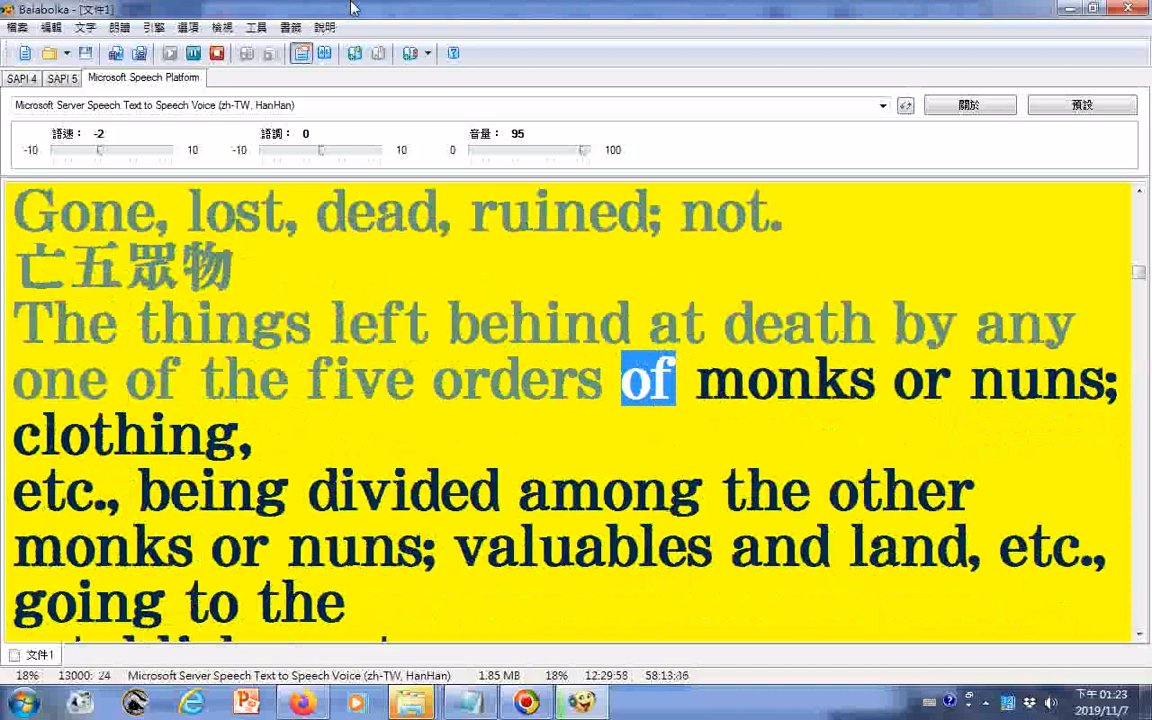 Balabolka - [文件1]
檔案 編輯 文字 朗讀 引擎 選項 檢視 工具 書籤 說明
SAPI 4 SAPI 5 Microsoft Speech Platform
Microsoft Server Speech Text to Speech Voice (zh-TW, HanHan) 關於 預設
語速： -2 語調： 0 音量： 95
-10 10 -10 10 0 100
Gone, lost, dead, ruined; not.
亡五眾物
The things left behind at death by any
one of the five orders of monks or nuns;
clothing,
etc., being divided among the other
monks or nuns; valuables and land, etc.,
going to the
文件1
18% 13000: 24 Microsoft Server Speech Text to Speech Voice (zh-TW, HanHan) 1.85 MB 18% 12:29:58 58:13:36
下午 01:23
2019/11/7